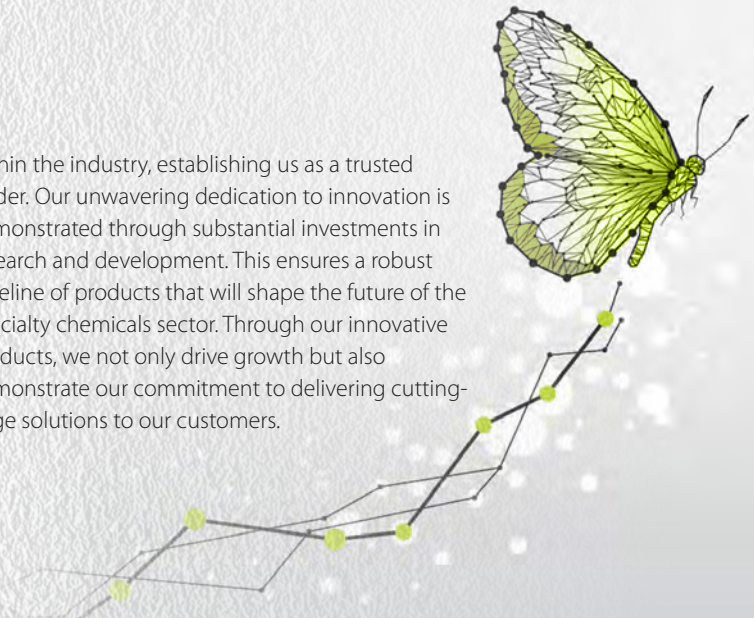 hin the industry, establishing us as a trusted
der. Our unwavering dedication to innovation is
monstrated through substantial investments in
earch and development. This ensures a robust
eline of products that will shape the future of the
cialty chemicals sector. Through our innovative
ducts, we not only drive growth but also
monstrate our commitment to delivering cutting-
ge solutions to our customers.